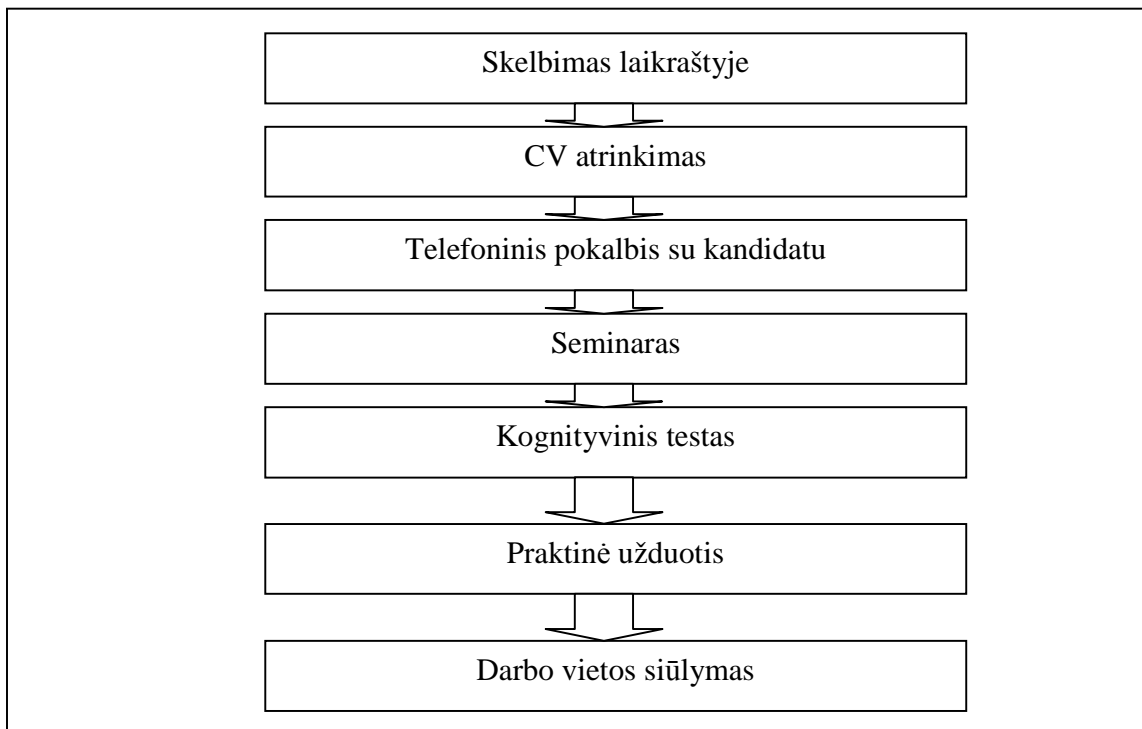 Skelbimas laikraštyje
CV atrinkimas
Telefoninis pokalbis su kandidatu
Seminaras
Kognityvinis testas
Praktinė užduotis
Darbo vietos siūlymas